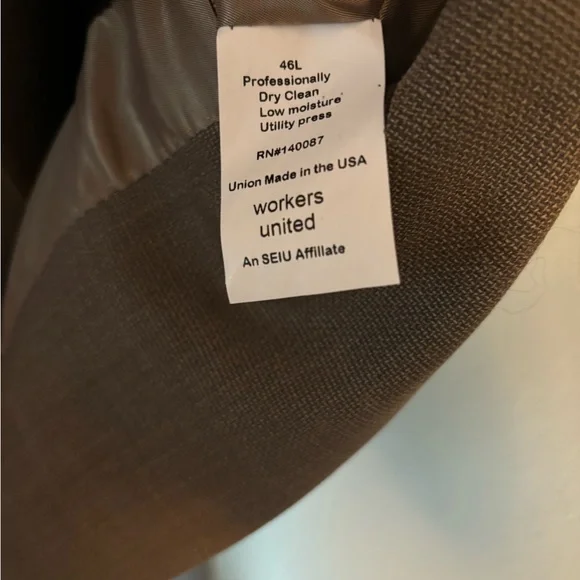 46L
Professionally
Dry Clean
Low moisture
Utility press
RN#140087
Union Made in the USA
workers
united
An SEIU Affiliate